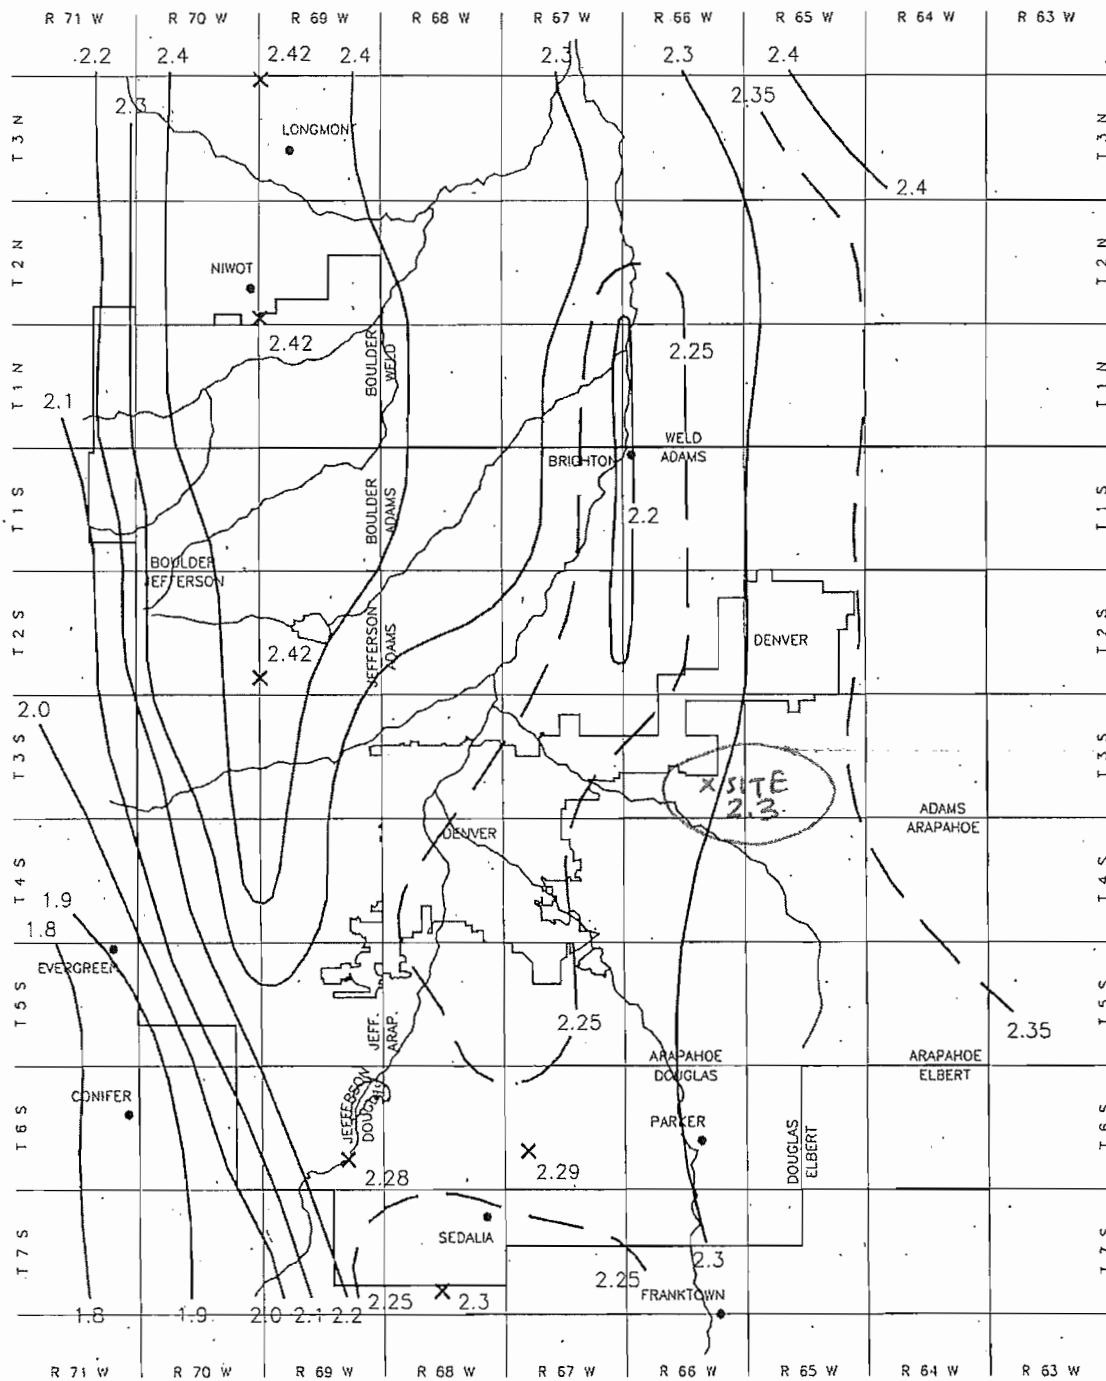 R 71 W R 70 W R 69 W R 68 W R 67 W R 66 W R 65 W R 64 W R 63 W
2.2 2.4 2.42 2.4 2.3 2.3 2.4
2.35
2.3
T 3 N T 3 N
LONGMONT
2.4
T 2 N T 2 N
NIWOT
2.42
BOULDER
WELD
2.25
T 1 N T 1 N
2.1
WELD
ADAMS
BRIGHTON
T 1 S T 1 S
BOULDER
ADAMS
2.2
BOULDER
JEFFERSON
T 2 S T 2 S
JEFFERSON
ADAMS
DENVER
2.42
2.0
T 3 S T 3 S
x SITE
2.3
ADAMS
ARAPAHOE
DENVER
T 4 S T 4 S
1.9
1.8
EVERGREEN
T 5 S T 5 S
JEFF.
ARAP.
2.25
2.35
ARAPAHOE
DOUGLAS
ARAPAHOE
ELBERT
CONIFER
JEFFERSON
DOUGLAS
PARKER
T 6 S T 6 S
DOUGLAS
ELBERT
2.28
2.29
T 7 S T 7 S
SEDALIA
2.3
2.25
FRANKTOWN
1.8 1.9 2.0 2.1 2.2 2.25 2.3
R 71 W R 70 W R 69 W R 68 W R 67 W R 66 W R 65 W R 64 W R 63 W